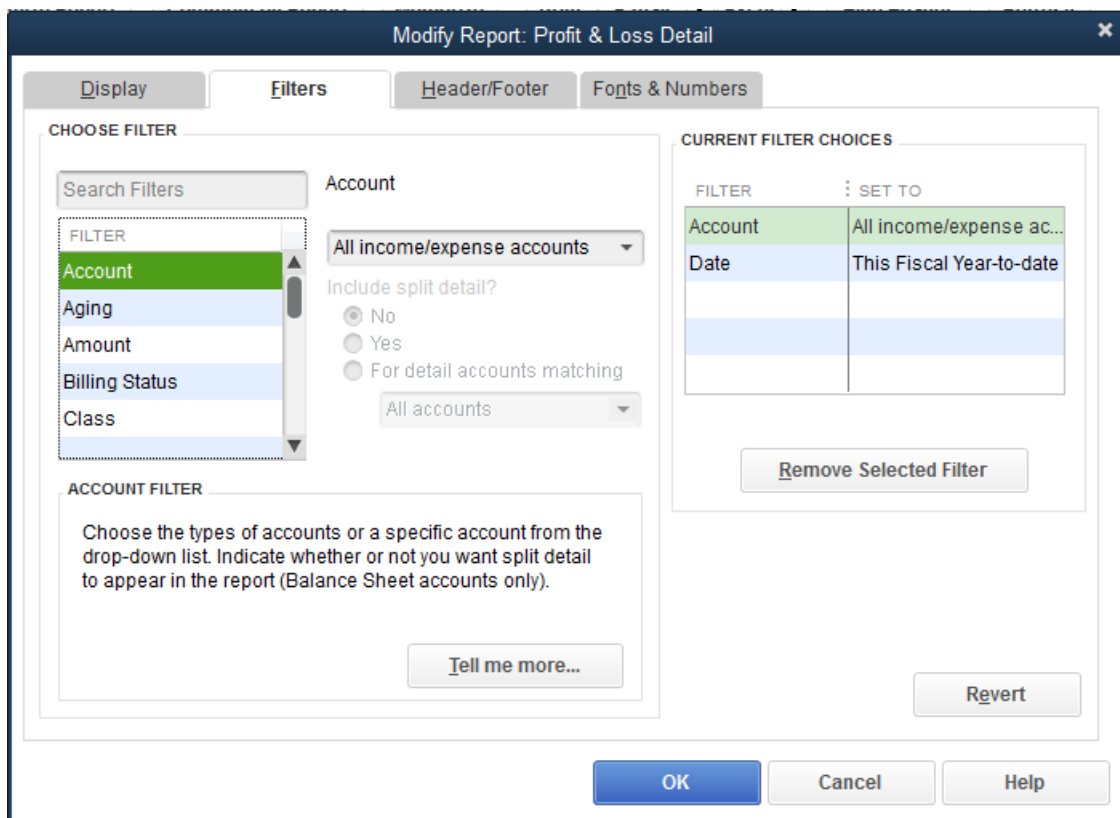 Modify Report: Profit & Loss Detail
Display
Filters
Header/Footer
Fonts & Numbers
CHOOSE FILTER
Search Filters
FILTER
Account
Aging
Amount
Billing Status
Class
Account
All income/expense accounts
Include split detail?
No
Yes
For detail accounts matching
All accounts
ACCOUNT FILTER
Choose the types of accounts or a specific account from the
drop-down list. Indicate whether or not you want split detail
to appear in the report (Balance Sheet accounts only).
Tell me more...
CURRENT FILTER CHOICES
FILTER SET TO
Account All income/expense ac...
Date This Fiscal Year-to-date
Remove Selected Filter
Revert
OK
Cancel
Help